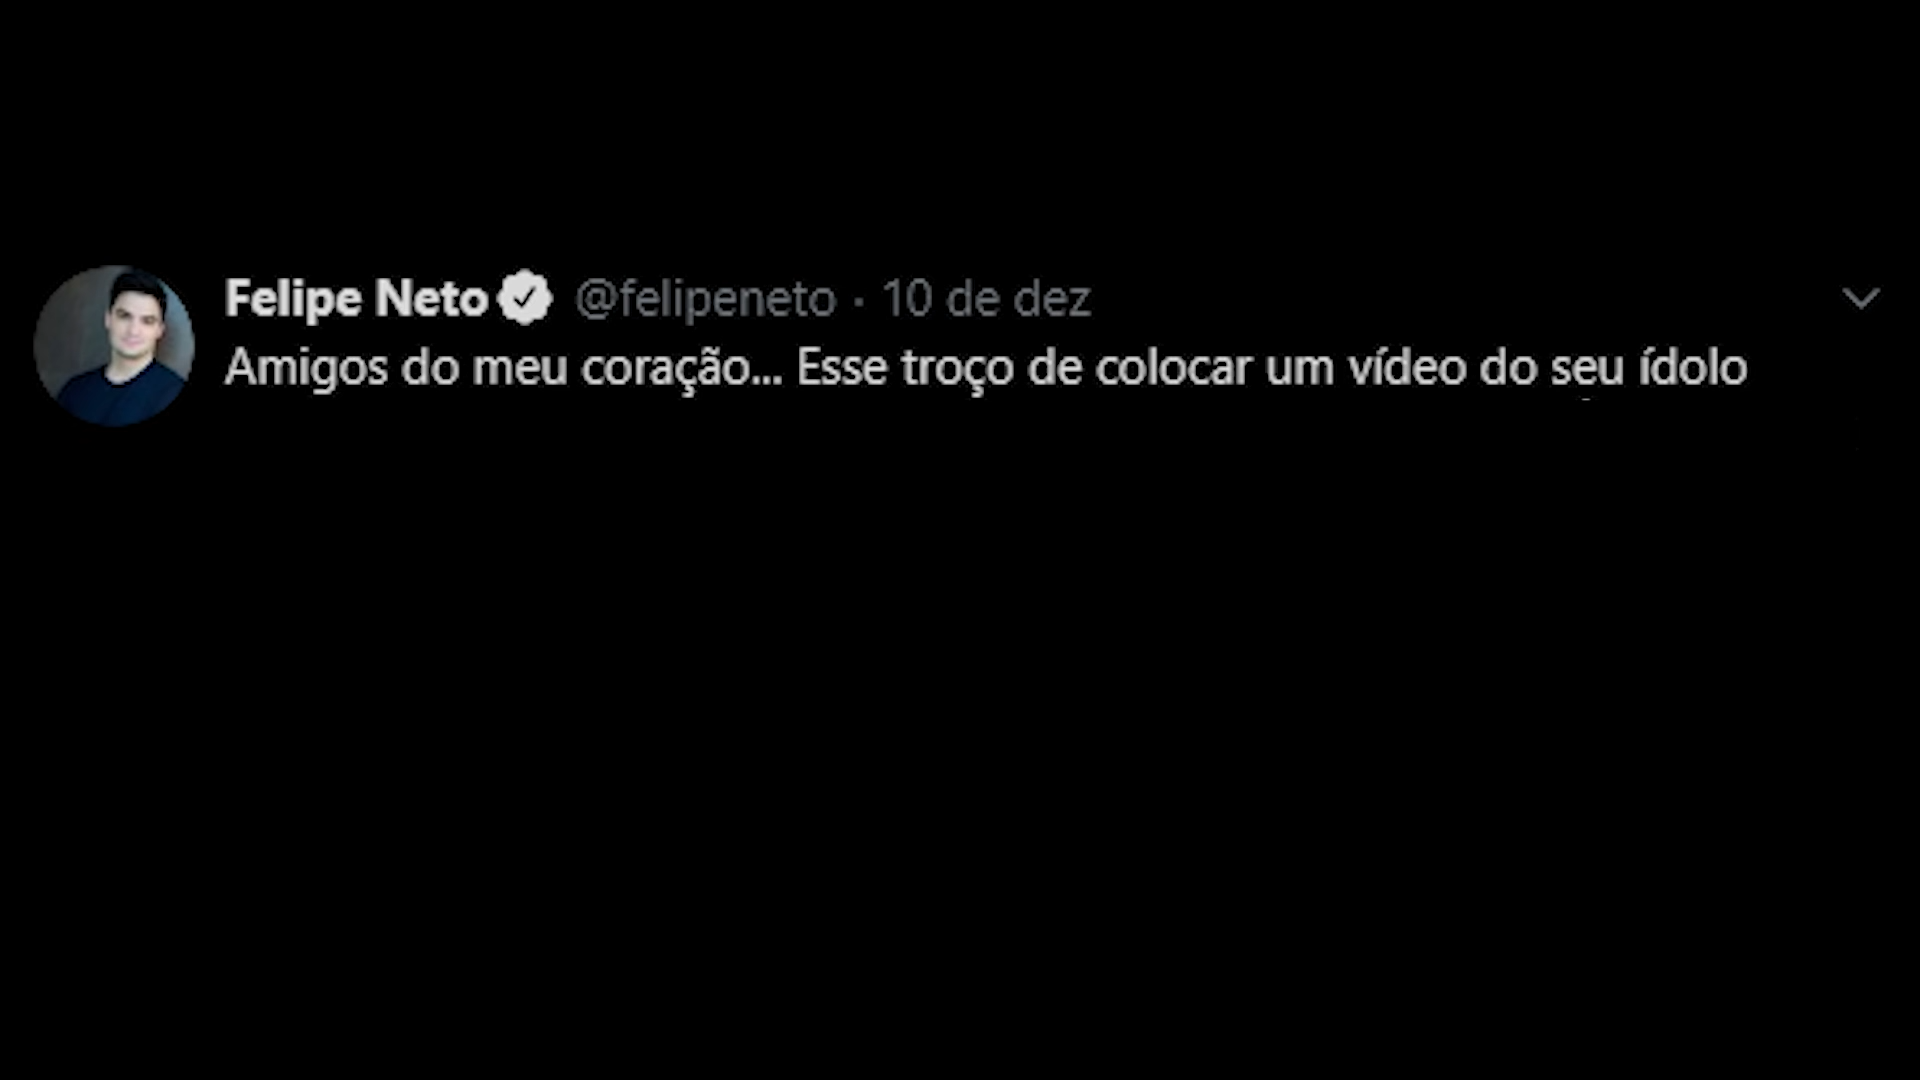 Felipe Neto @felipeneto · 10 de dez
Amigos do meu coração... Esse troço de colocar um vídeo do seu ídolo